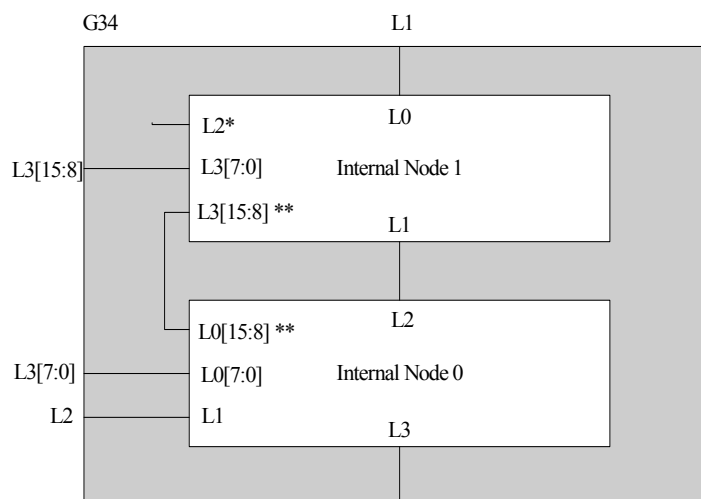 G34
L1
L0
L2*
L3[15:8]
L3[7:0]
Internal Node 1
L3[15:8] **
L1
L2
L0[15:8] **
L3[7:0]
L0[7:0]
Internal Node 0
L2
L1
L3